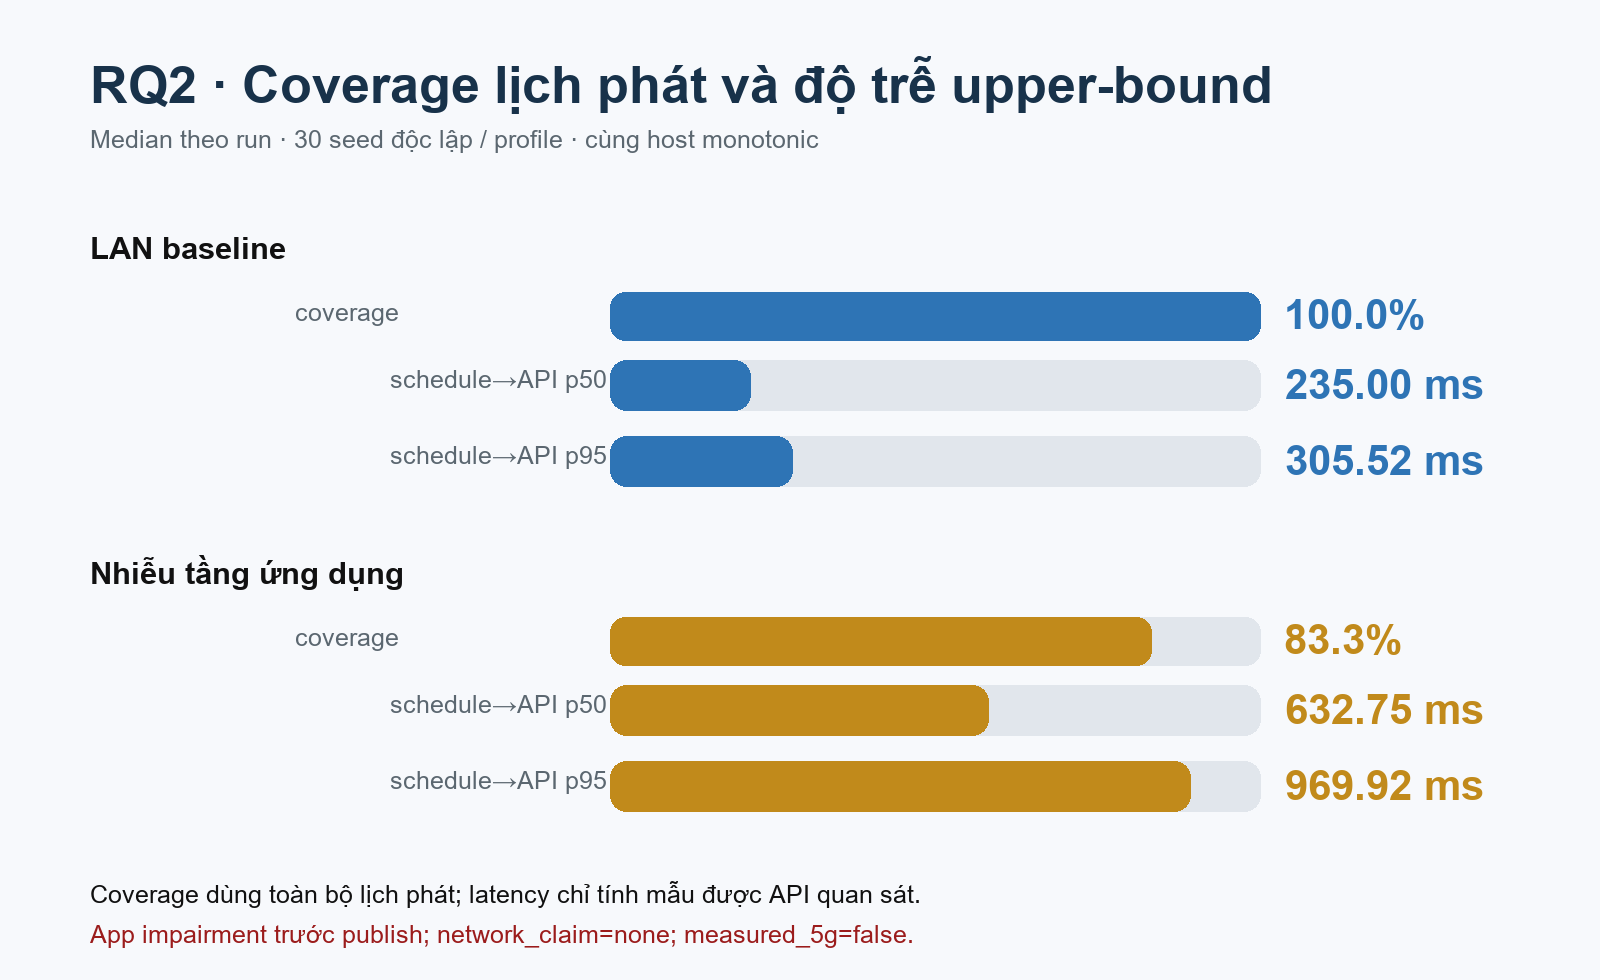 RQ2 · Coverage lịch phát và độ trễ upper-bound
Median theo run · 30 seed độc lập / profile · cùng host monotonic
LAN baseline
coverage 100.0%
schedule→API p50 235.00 ms
schedule→API p95 305.52 ms
Nhiễu tầng ứng dụng
coverage 83.3%
schedule→API p50 632.75 ms
schedule→API p95 969.92 ms
Coverage dùng toàn bộ lịch phát; latency chỉ tính mẫu được API quan sát.
App impairment trước publish; network_claim=none; measured_5g=false.